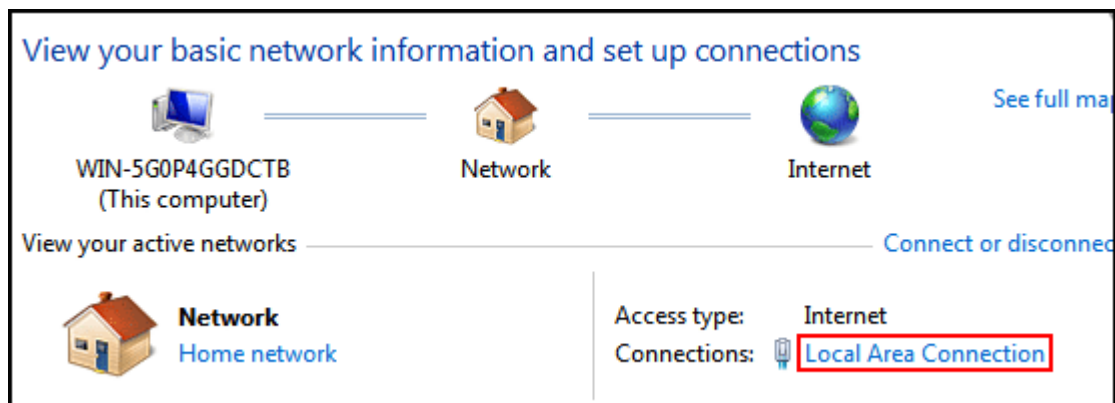 View your basic network information and set up connections
See full map
WIN-5G0P4GGDCTB
(This computer)
Network
Internet
View your active networks
Connect or disconnec
Network
Home network
Access type: Internet
Connections: Local Area Connection